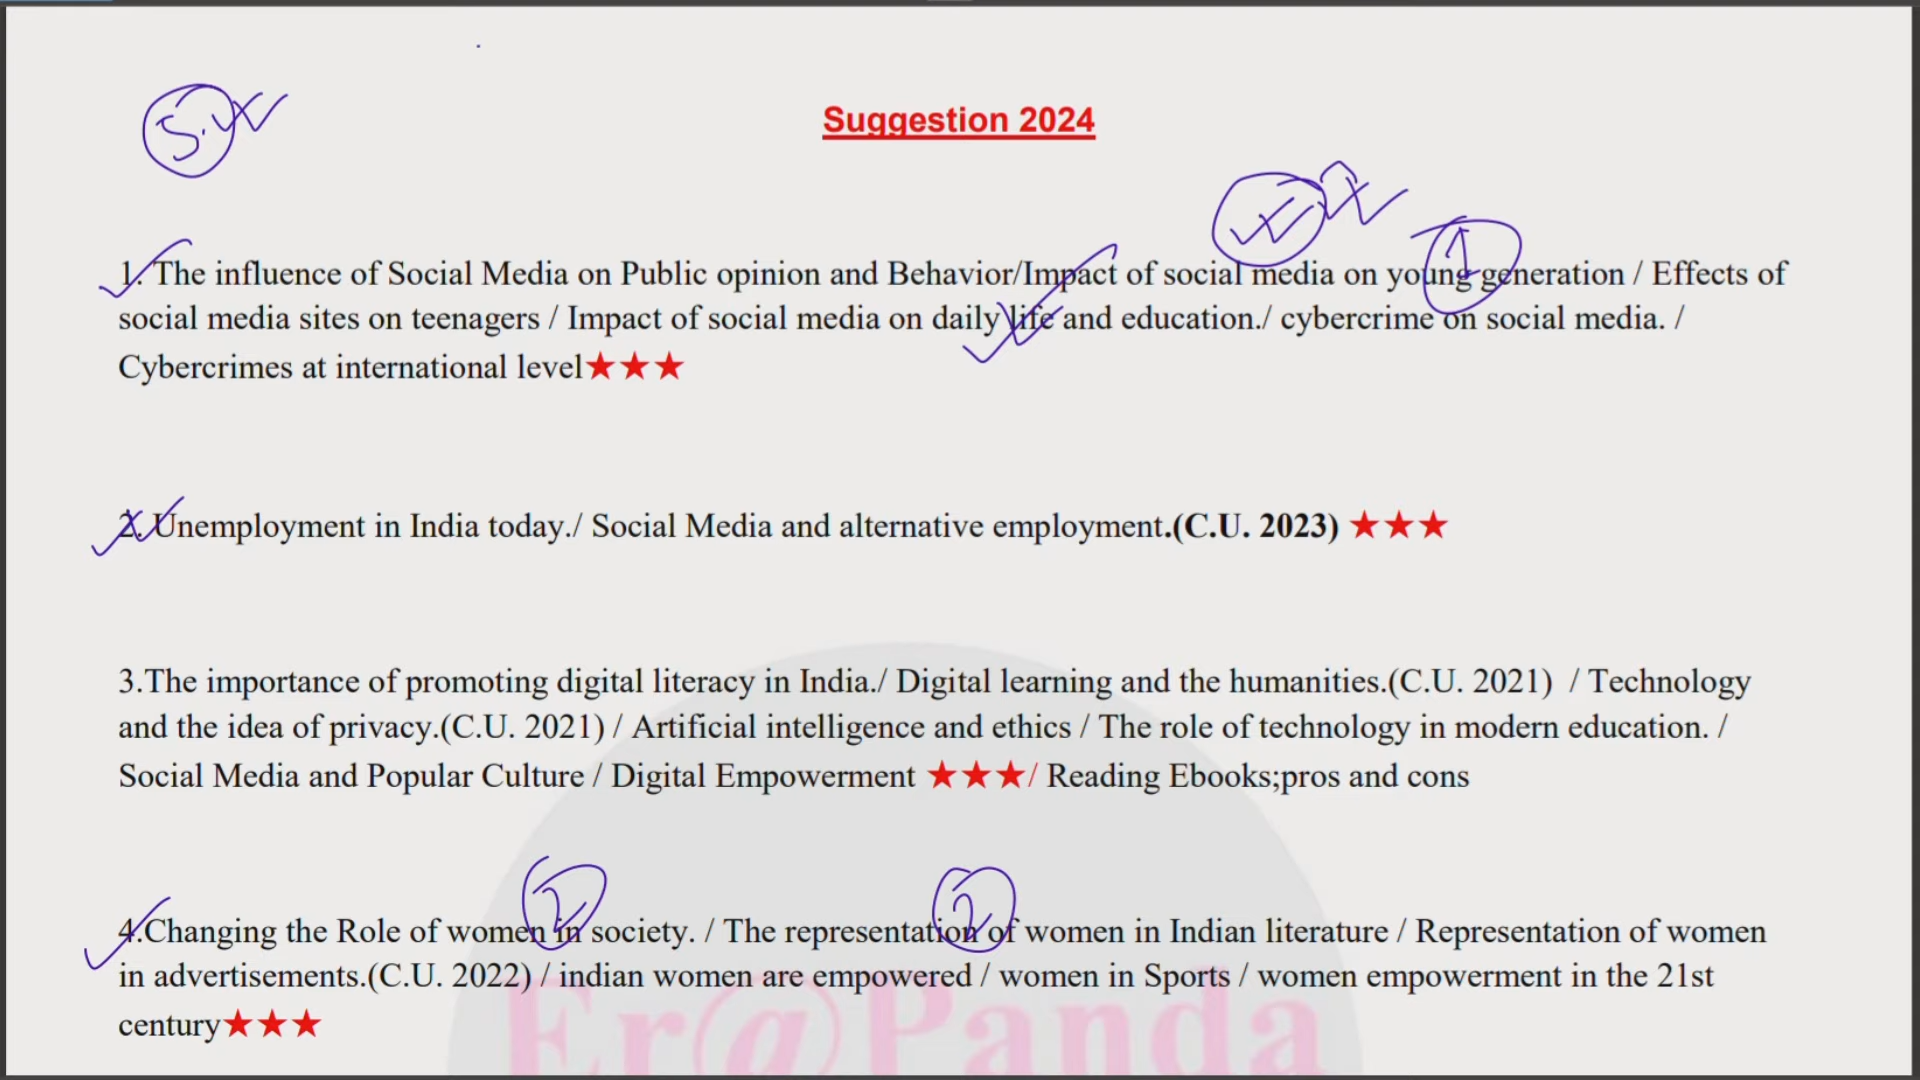 S.
Suggestion 2024
1
1. The influence of Social Media on Public opinion and Behavior/Impact of social media on young generation / Effects of
social media sites on teenagers / Impact of social media on daily life and education./ cybercrime on social media. /
Cybercrimes at international level★★★
2. Unemployment in India today./ Social Media and alternative employment.(C.U. 2023) ★★★
3.The importance of promoting digital literacy in India./ Digital learning and the humanities.(C.U. 2021) / Technology
and the idea of privacy.(C.U. 2021) / Artificial intelligence and ethics / The role of technology in modern education. /
Social Media and Popular Culture / Digital Empowerment ★★★/ Reading Ebooks;pros and cons
2 2
4.Changing the Role of women in society. / The representation of women in Indian literature / Representation of women
in advertisements.(C.U. 2022) / indian women are empowered / women in Sports / women empowerment in the 21st
century★★★
Er@Panda